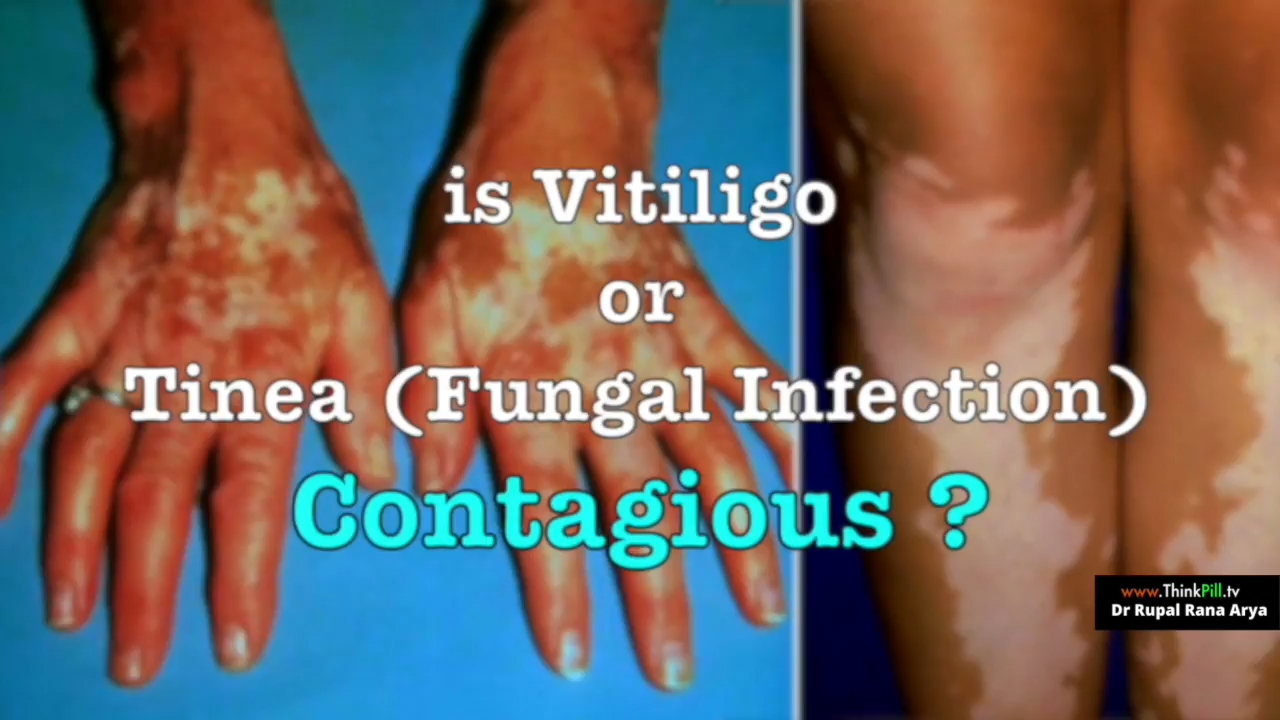 is Vitiligo
or
Tinea (Fungal Infection)
Contagious ?
www.ThinkPill.tv
Dr Rupal Rana Arya